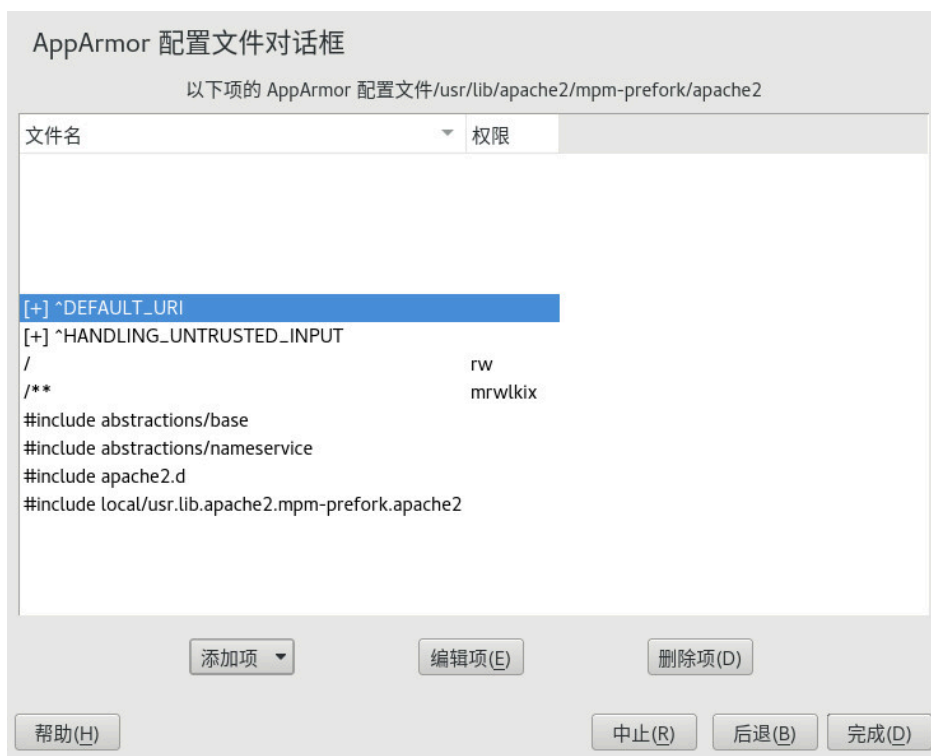 AppArmor 配置文件对话框
以下项的 AppArmor 配置文件/usr/lib/apache2/mpm-prefork/apache2
文件名 权限
[+] ^DEFAULT_URI
[+] ^HANDLING_UNTRUSTED_INPUT
/ rw
/** mrwlkix
#include abstractions/base
#include abstractions/nameservice
#include apache2.d
#include local/usr.lib.apache2.mpm-prefork.apache2
添加项 编辑项(E) 删除项(D)
帮助(H) 中止(R) 后退(B) 完成(D)